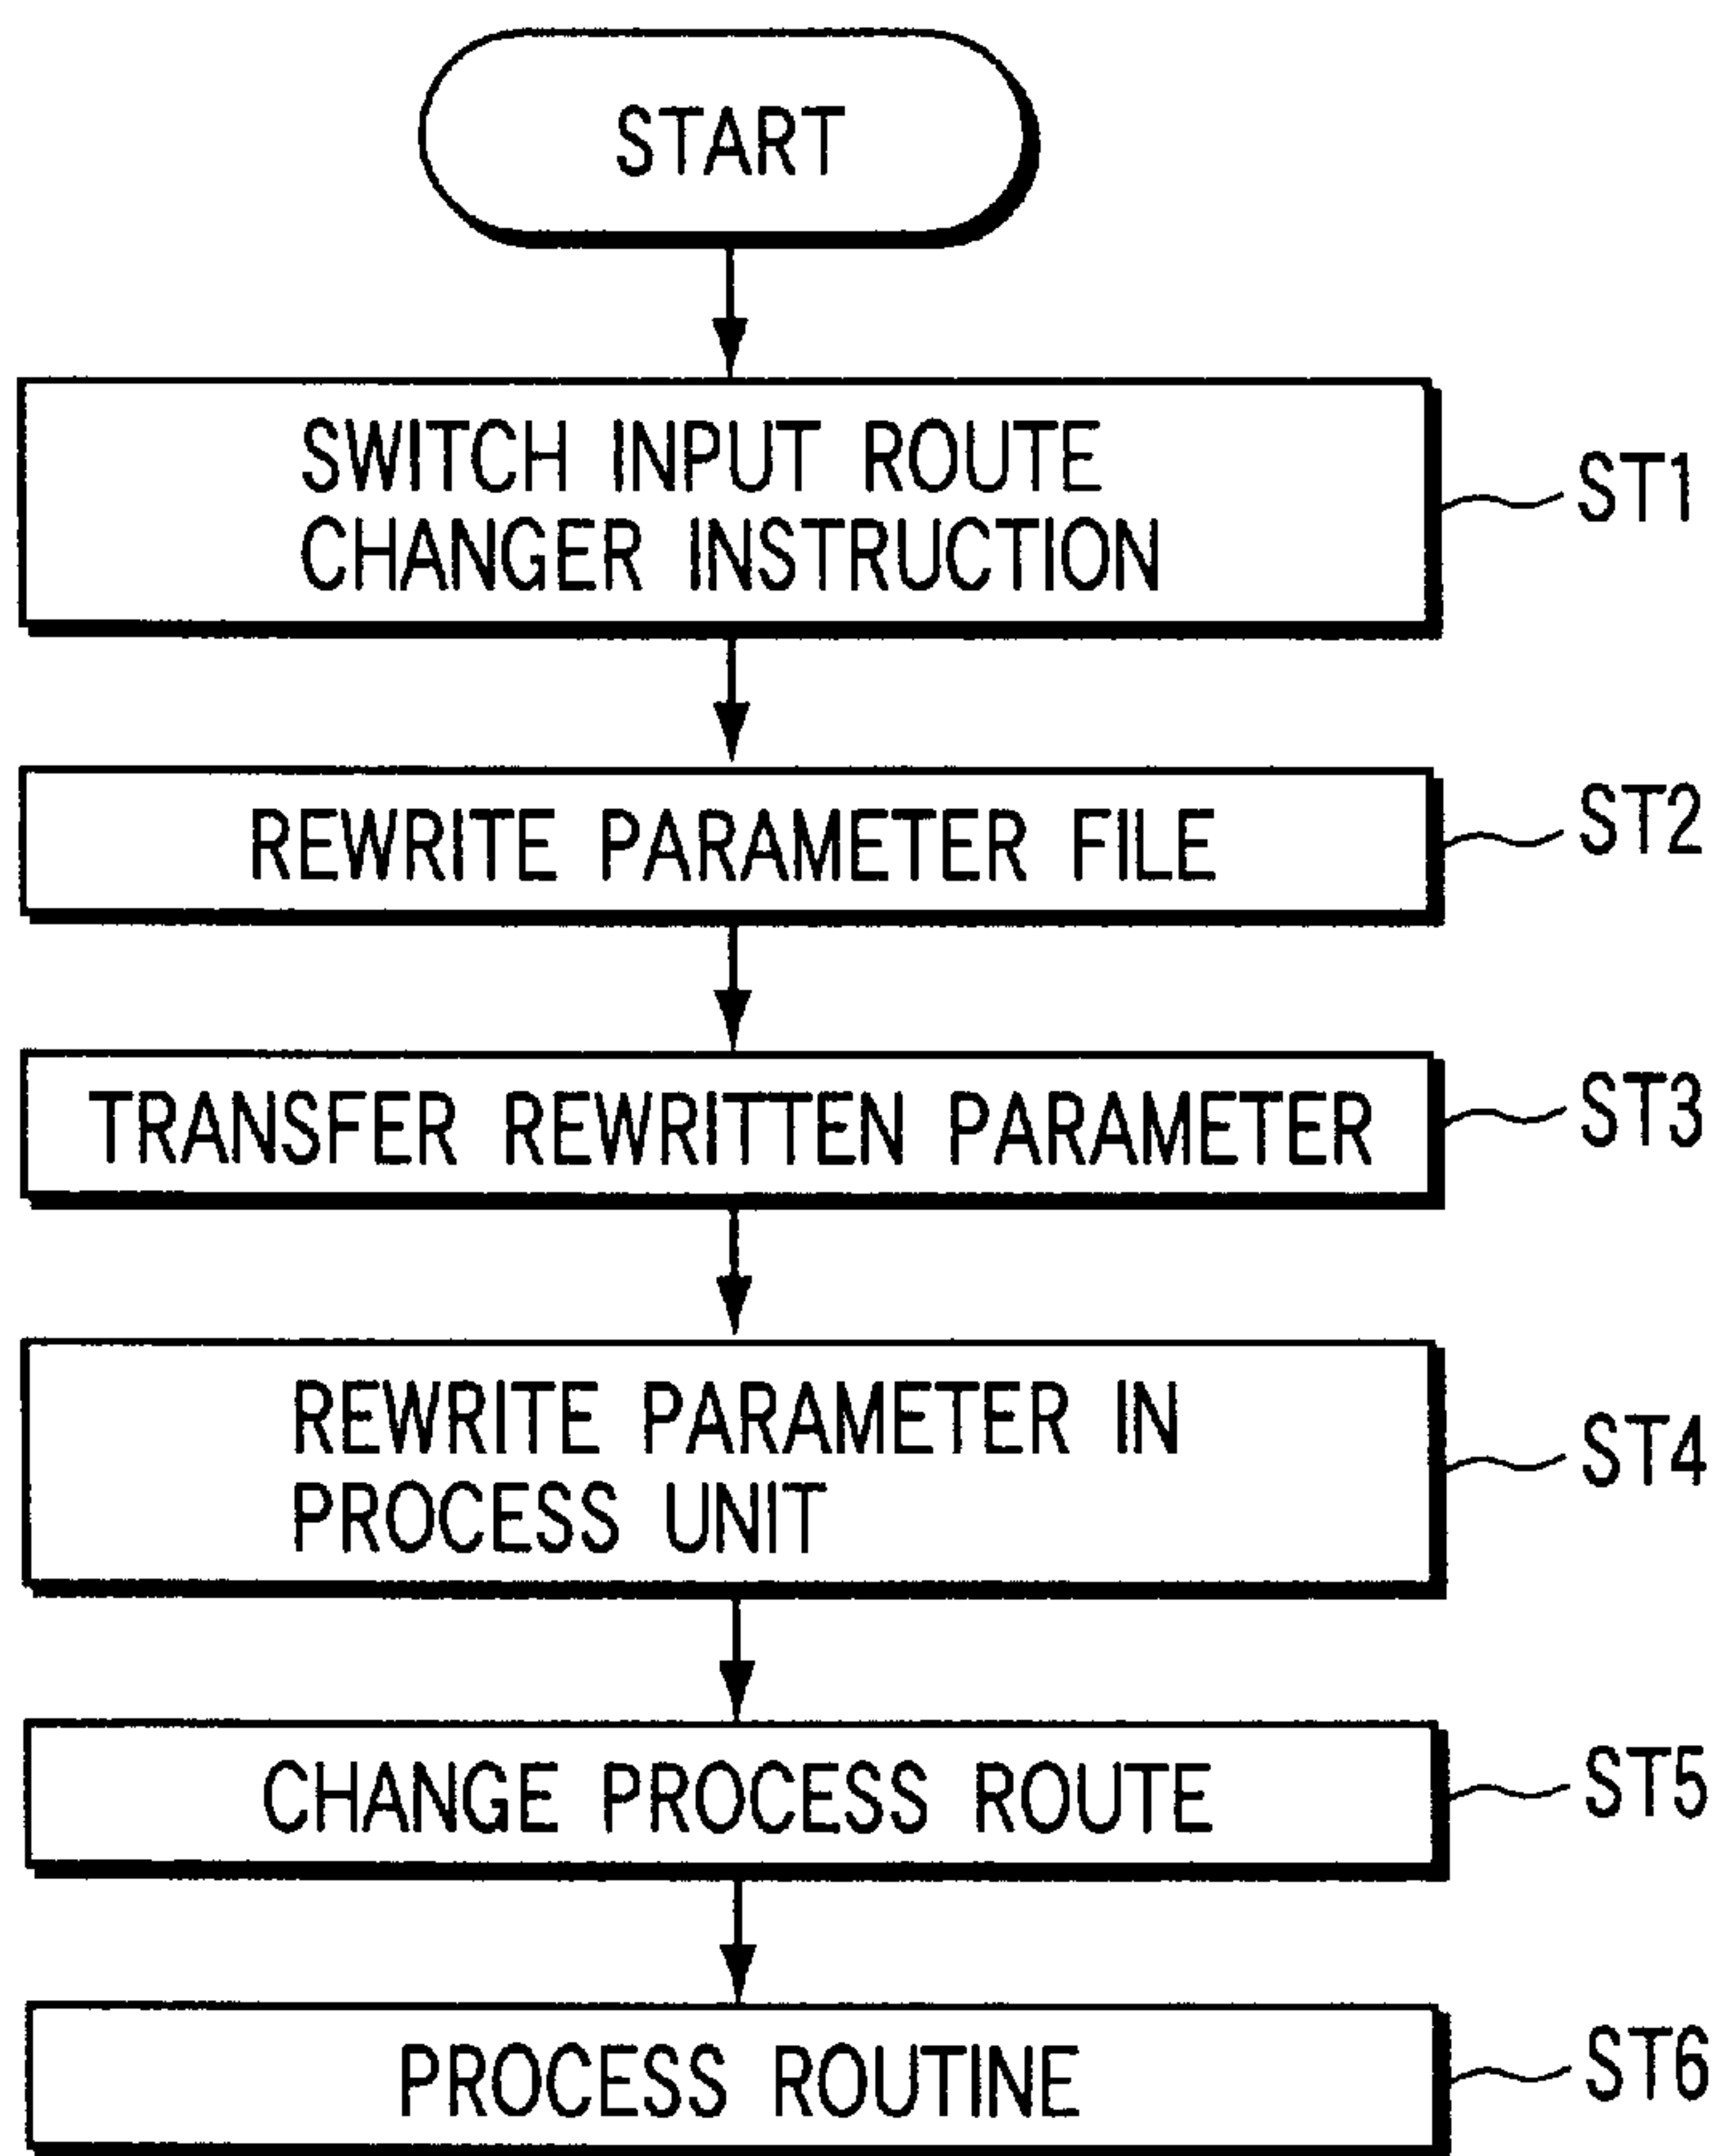 START
SWITCH INPUT ROUTE
CHANGER INSTRUCTION
ST1
REWRITE PARAMETER FILE
ST2
TRANSFER REWRITTEN PARAMETER
ST3
REWRITE PARAMETER IN
PROCESS UNIT
ST4
CHANGE PROCESS ROUTE
ST5
PROCESS ROUTINE
ST6